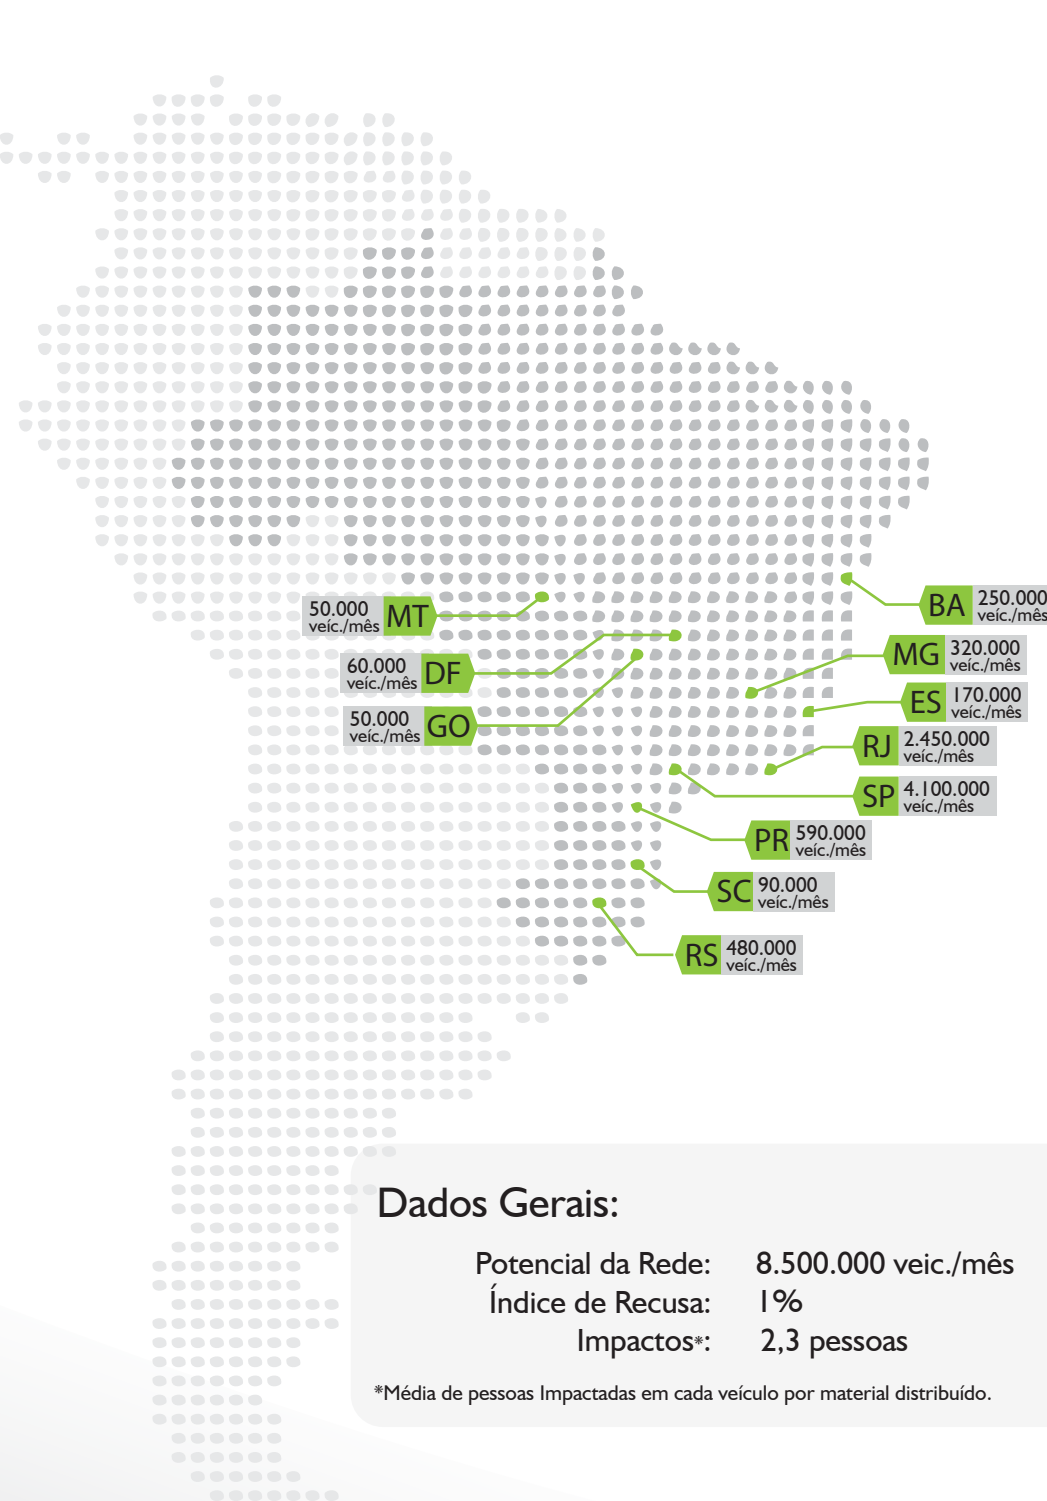 50.000
veíc./mês
MT
60.000
veíc./mês
DF
50.000
veíc./mês
GO
BA
250.000
veíc./mês
MG
320.000
veíc./mês
ES
170.000
veíc./mês
RJ
2.450.000
veíc./mês
SP
4.100.000
veíc./mês
PR
590.000
veíc./mês
SC
90.000
veíc./mês
RS
480.000
veíc./mês
Dados Gerais:
Potencial da Rede: 8.500.000 veic./mês
Índice de Recusa: 1%
Impactos*: 2,3 pessoas
*Média de pessoas Impactadas em cada veículo por material distribuído.